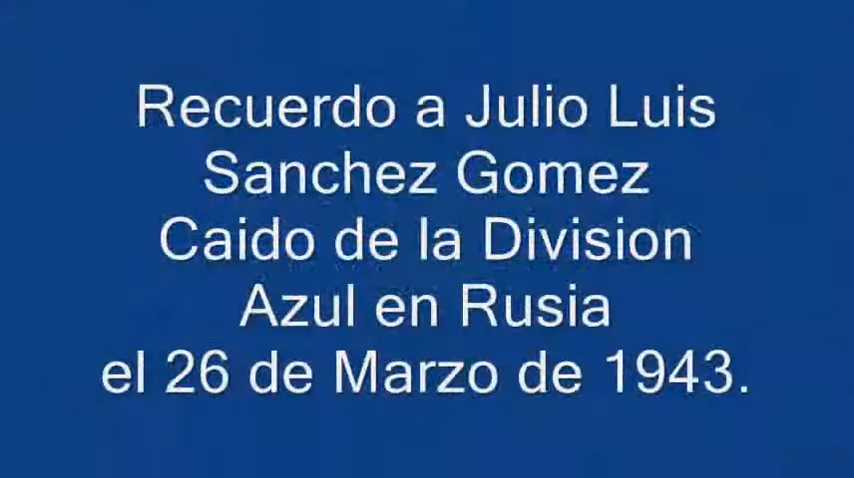 Recuerdo a Julio Luis
Sanchez Gomez
Caido de la Division
Azul en Rusia
el 26 de Marzo de 1943.